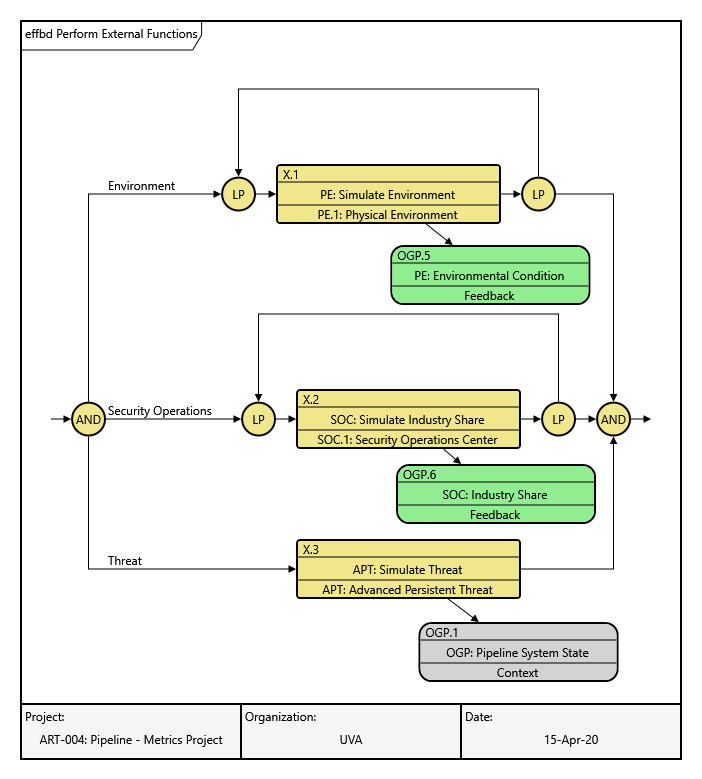 effbd Perform External Functions
Environment
LP
X.1
PE: Simulate Environment
PE.1: Physical Environment
LP
OGP.5
PE: Environmental Condition
Feedback
AND
Security Operations
LP
X.2
SOC: Simulate Industry Share
SOC.1: Security Operations Center
LP
AND
OGP.6
SOC: Industry Share
Feedback
Threat
X.3
APT: Simulate Threat
APT: Advanced Persistent Threat
OGP.1
OGP: Pipeline System State
Context
Project:
ART-004: Pipeline - Metrics Project
Organization:
UVA
Date:
15-Apr-20